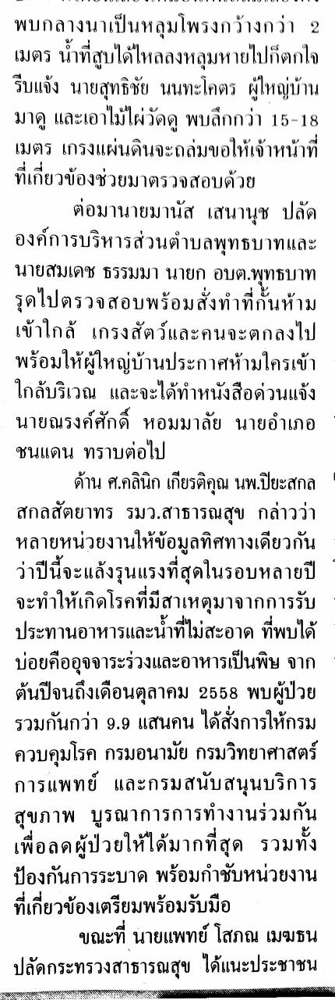 พบกลางนาเป็นหลุมโพรงกว้างกว่า 2
เมตร น้ำที่สูบได้ไหลลงหลุมหายไปก็ตกใจ
รีบแจ้ง นายสุทธิชัย นนทะโคตร ผู้ใหญ่บ้าน
มาดู และเอาไม้ไผ่วัดดู พบลึกกว่า 15-18
เมตร เกรงแผ่นดินจะถล่มขอให้เจ้าหน้าที่
ที่เกี่ยวข้องช่วยมาตรวจสอบด้วย
ต่อมานายมานัส เสนานุช ปลัด
องค์การบริหารส่วนตำบลพุทธบาทและ
นายสมเดช ธรรมมา นายก อบต.พุทธบาท
รุดไปตรวจสอบพร้อมสั่งทำที่กั้นห้าม
เข้าใกล้ เกรงสัตว์และคนจะตกลงไป
พร้อมให้ผู้ใหญ่บ้านประกาศห้ามใครเข้า
ใกล้บริเวณ และจะได้ทำหนังสือด่วนแจ้ง
นายณรงค์ศักดิ์ หอมมาลัย นายอำเภอ
ชนแดน ทราบต่อไป
ด้าน ศ.คลินิก เกียรติคุณ นพ.ปิยะสกล
สกลสัตยาทร รมว.สาธารณสุข กล่าวว่า
หลายหน่วยงานให้ข้อมูลทิศทางเดียวกัน
ว่าปีนี้จะแล้งรุนแรงที่สุดในรอบหลายปี
จะทำให้เกิดโรคที่มีสาเหตุมาจากการรับ
ประทานอาหารและน้ำที่ไม่สะอาด ที่พบได้
บ่อยคืออุจจาระร่วงและอาหารเป็นพิษ จาก
ต้นปีจนถึงเดือนตุลาคม 2558 พบผู้ป่วย
รวมกันกว่า 9.9 แสนคน ได้สั่งการให้กรม
ควบคุมโรค กรมอนามัย กรมวิทยาศาสตร์
การแพทย์ และกรมสนับสนุนบริการ
สุขภาพ บูรณาการการทำงานร่วมกัน
เพื่อลดผู้ป่วยให้ได้มากที่สุด รวมทั้ง
ป้องกันการระบาด พร้อมกำชับหน่วยงาน
ที่เกี่ยวข้องเตรียมพร้อมรับมือ
ขณะที่ นายแพทย์ โสภณ เมฆธน
ปลัดกระทรวงสาธารณสุข ได้แนะประชาชน